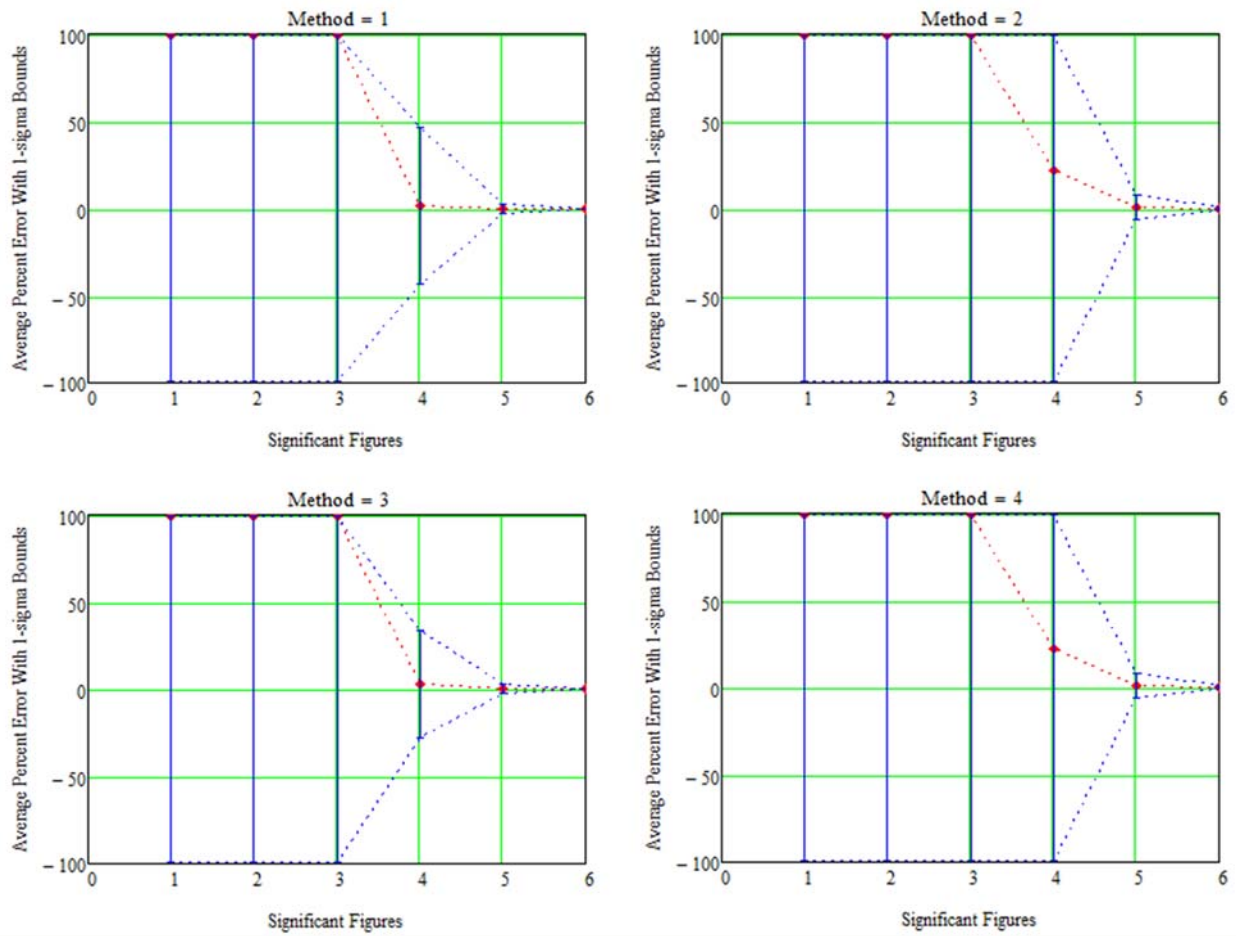 Method = 1
Average Percent Error With 1-sigma Bounds
100
50
0
− 50
− 100
0 1 2 3 4 5 6
Significant Figures
Method = 2
Average Percent Error With 1-sigma Bounds
100
50
0
− 50
− 100
0 1 2 3 4 5 6
Significant Figures
Method = 3
Average Percent Error With 1-sigma Bounds
100
50
0
− 50
− 100
0 1 2 3 4 5 6
Significant Figures
Method = 4
Average Percent Error With 1-sigma Bounds
100
50
0
− 50
− 100
0 1 2 3 4 5 6
Significant Figures